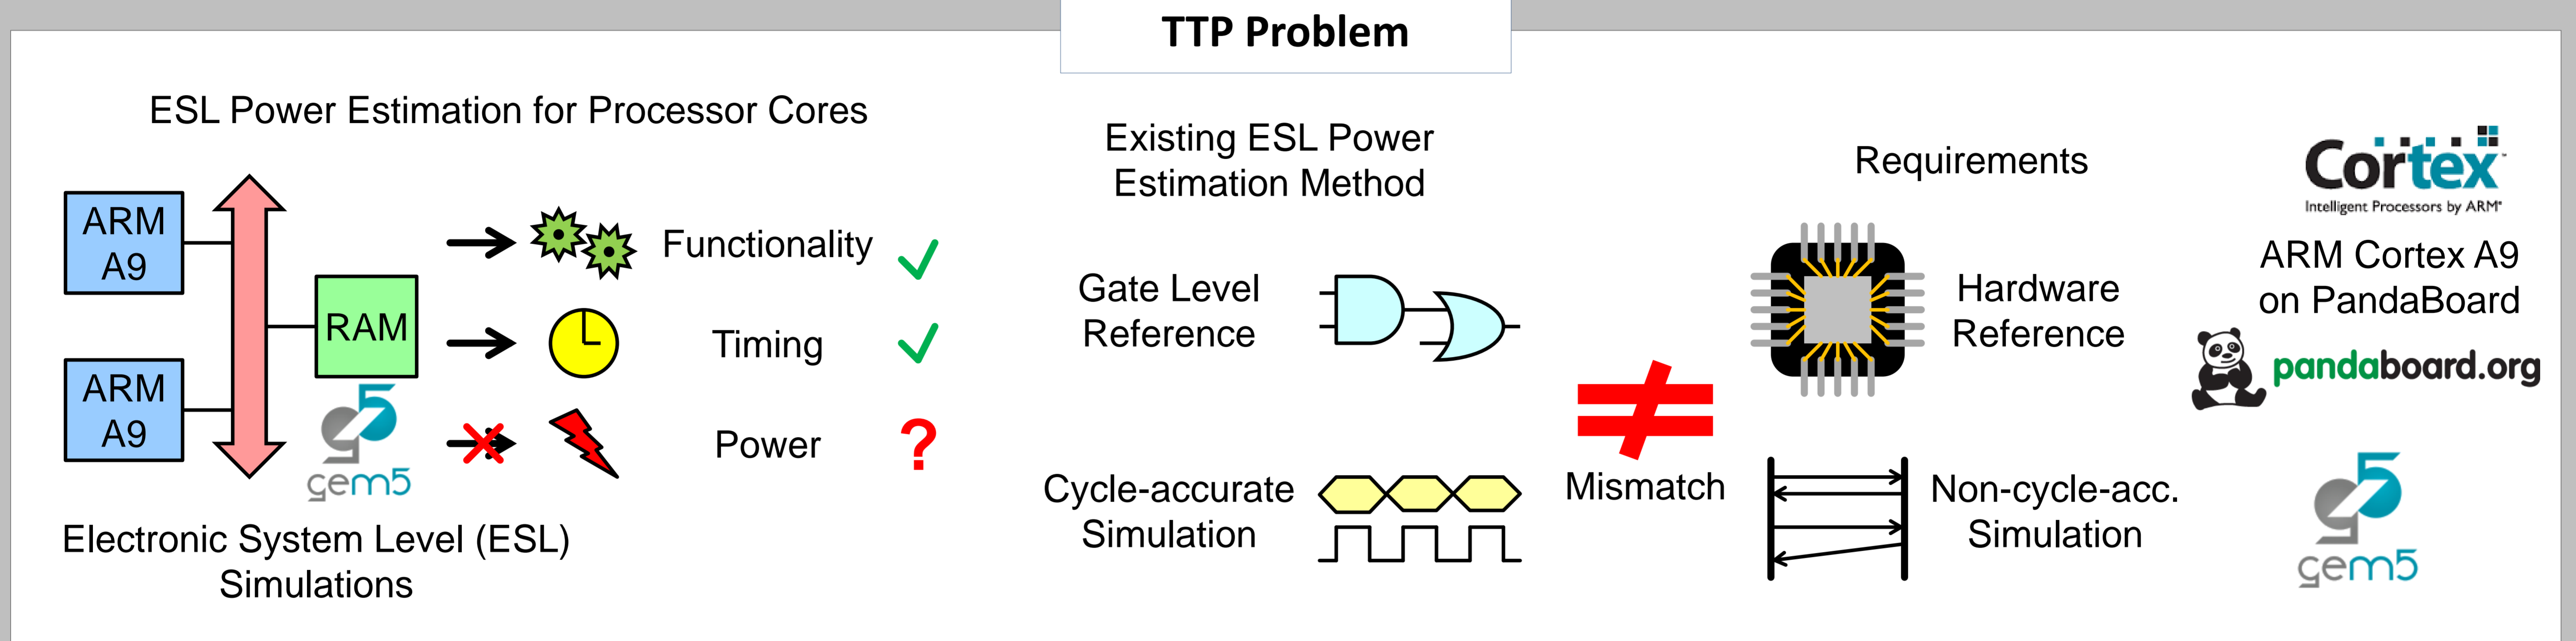 TTP Problem
ESL Power Estimation for Processor Cores
ARM
A9
ARM
A9
RAM
gem5
Functionality
Timing
Power
?
Electronic System Level (ESL)
Simulations
Existing ESL Power
Estimation Method
Gate Level
Reference
Cycle-accurate
Simulation
Mismatch
Requirements
Hardware
Reference
Non-cycle-acc.
Simulation
Cortex™
Intelligent Processors by ARM®
ARM Cortex A9
on PandaBoard
pandaboard.org
gem5